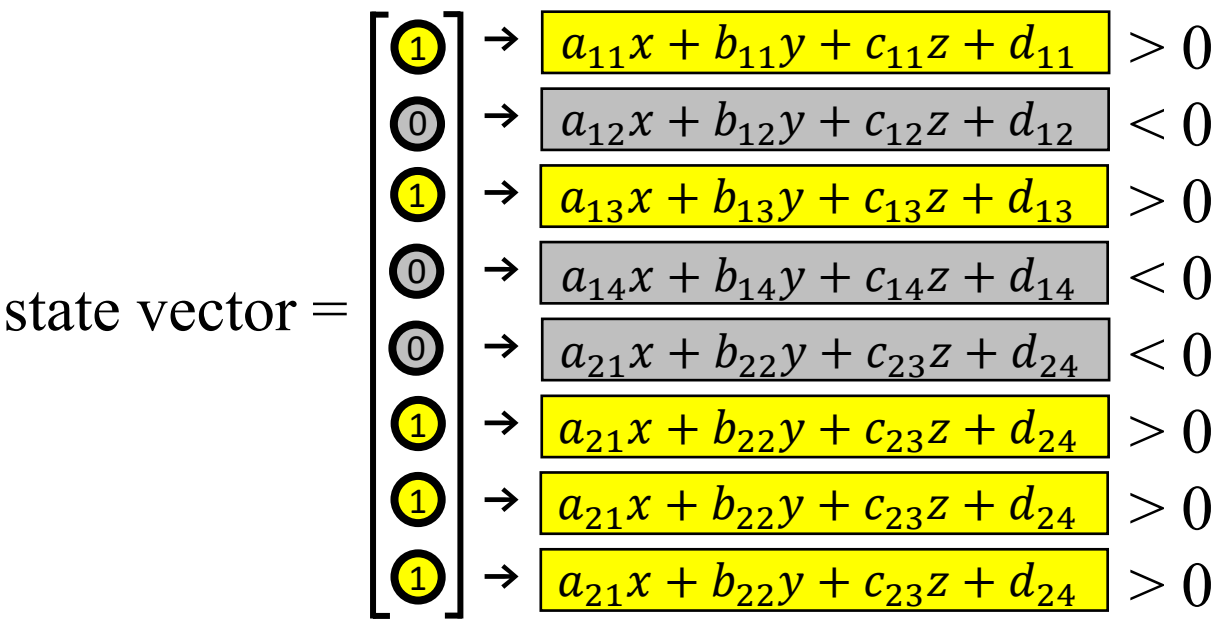 1 → a₁₁x + b₁₁y + c₁₁z + d₁₁ > 0
0 → a₁₂x + b₁₂y + c₁₂z + d₁₂ < 0
1 → a₁₃x + b₁₃y + c₁₃z + d₁₃ > 0
0 → a₁₄x + b₁₄y + c₁₄z + d₁₄ < 0
state vector =
0 → a₂₁x + b₂₂y + c₂₃z + d₂₄ < 0
1 → a₂₁x + b₂₂y + c₂₃z + d₂₄ > 0
1 → a₂₁x + b₂₂y + c₂₃z + d₂₄ > 0
1 → a₂₁x + b₂₂y + c₂₃z + d₂₄ > 0